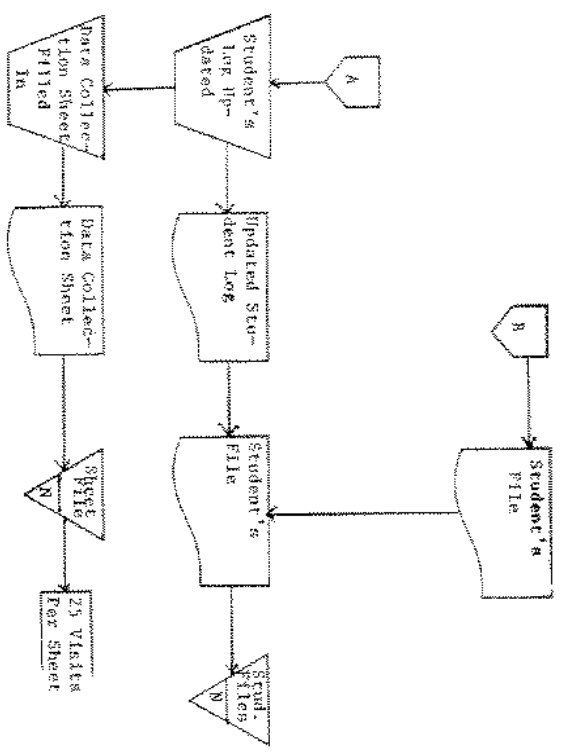 B
Student's
File
A
Student's
Log Up-
dated
Updated Stu-
dent Log
Student's
File
Stud.
Files
N
Data Collec-
tion Sheet
Filled
In
Data Collec-
tion Sheet
Sheet
File
N
25 Visits
Per Sheet